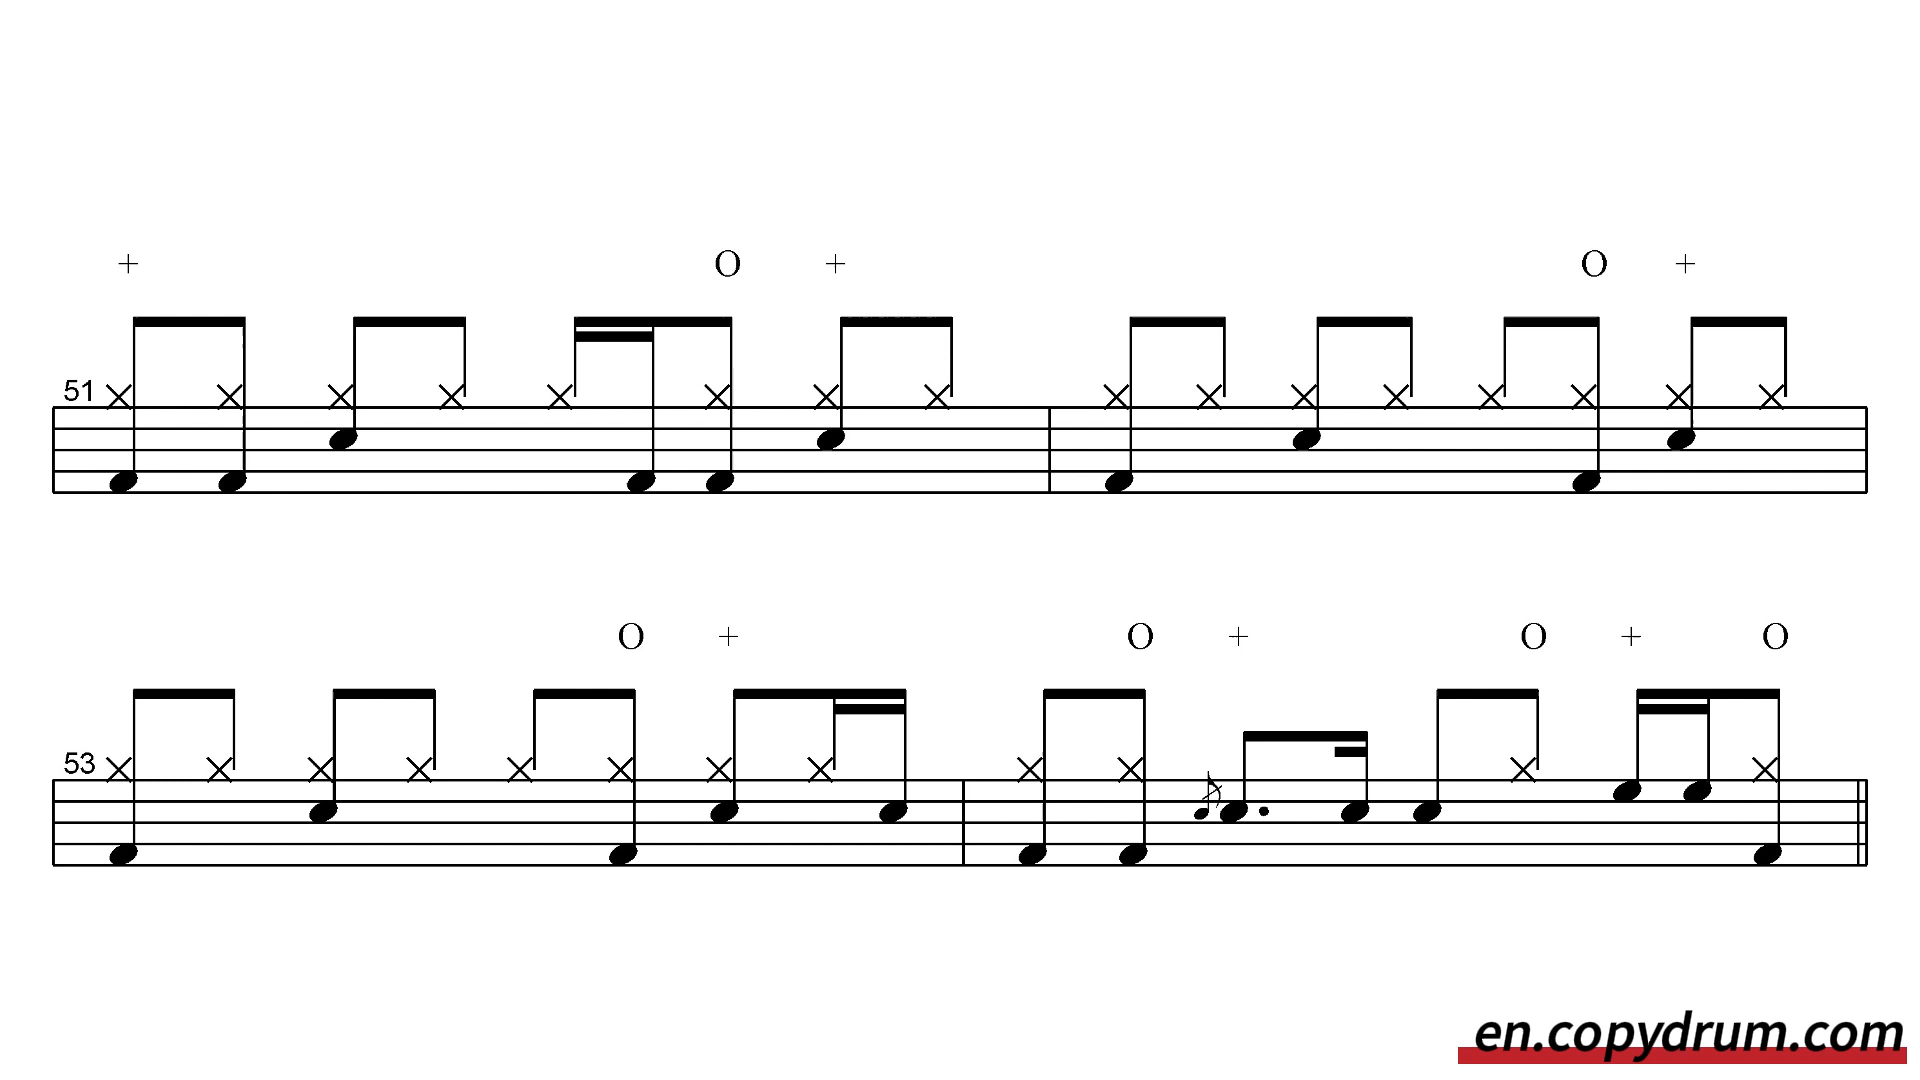 + O + O +
51
O + O + O + O
53
en.copydrum.com